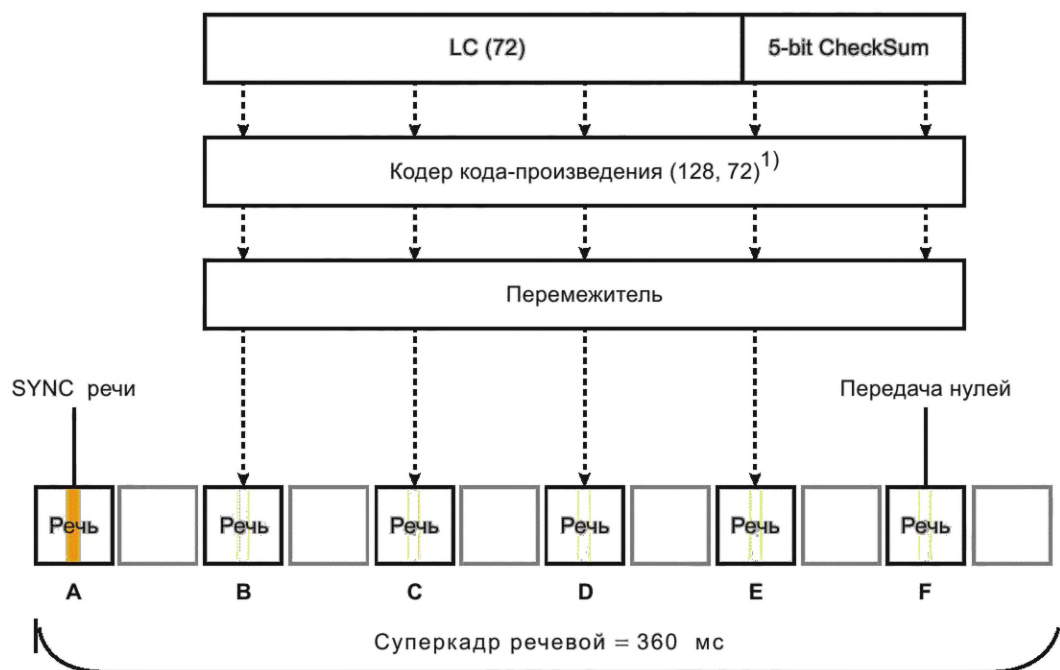 LC (72) 5-bit CheckSum
Кодер кода-произведения (128, 72)¹⁾
Перемежитель
SYNC речи Передача нулей
Речь Речь Речь Речь Речь Речь
A B C D E F
Суперкадр речевой = 360 мс